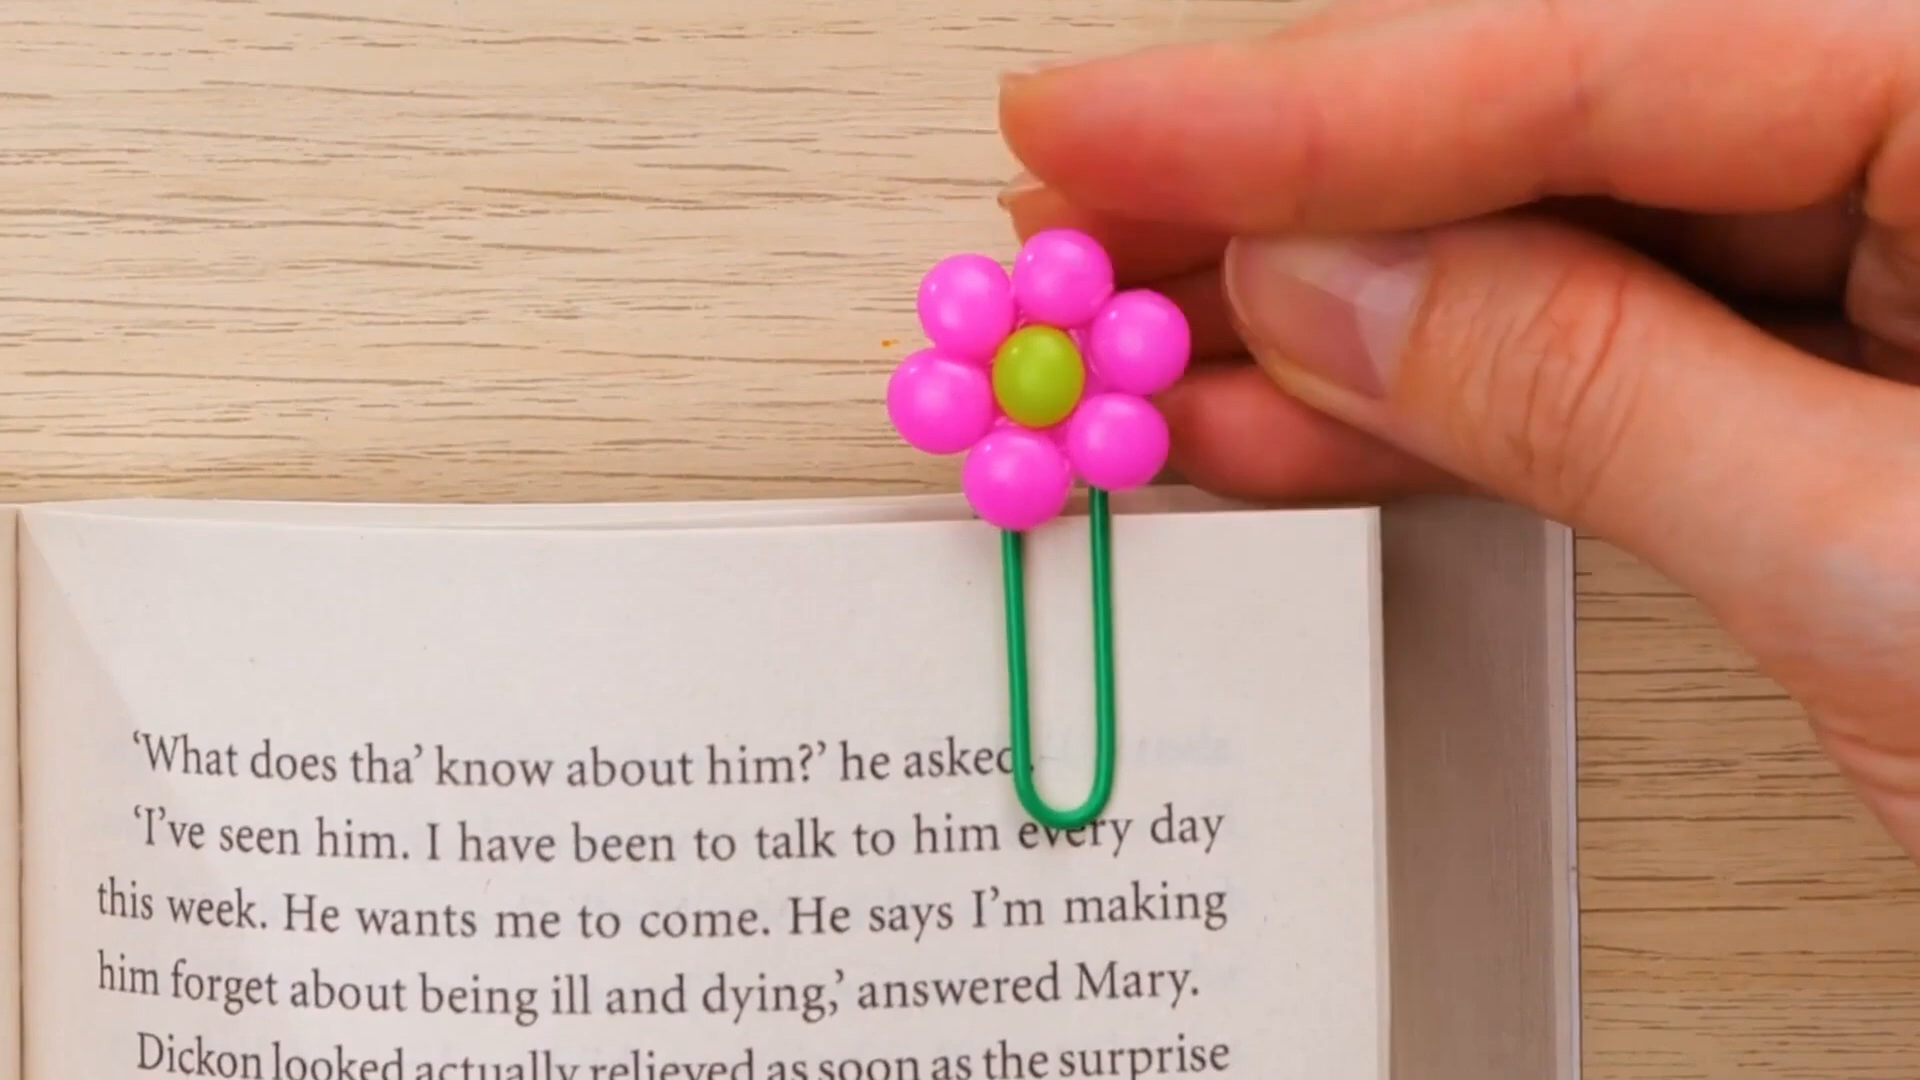 ‘What does tha’ know about him?’ he asked.
‘I’ve seen him. I have been to talk to him every day
this week. He wants me to come. He says I’m making
him forget about being ill and dying,’ answered Mary.
Dickon looked actually relieved as soon as the surprise